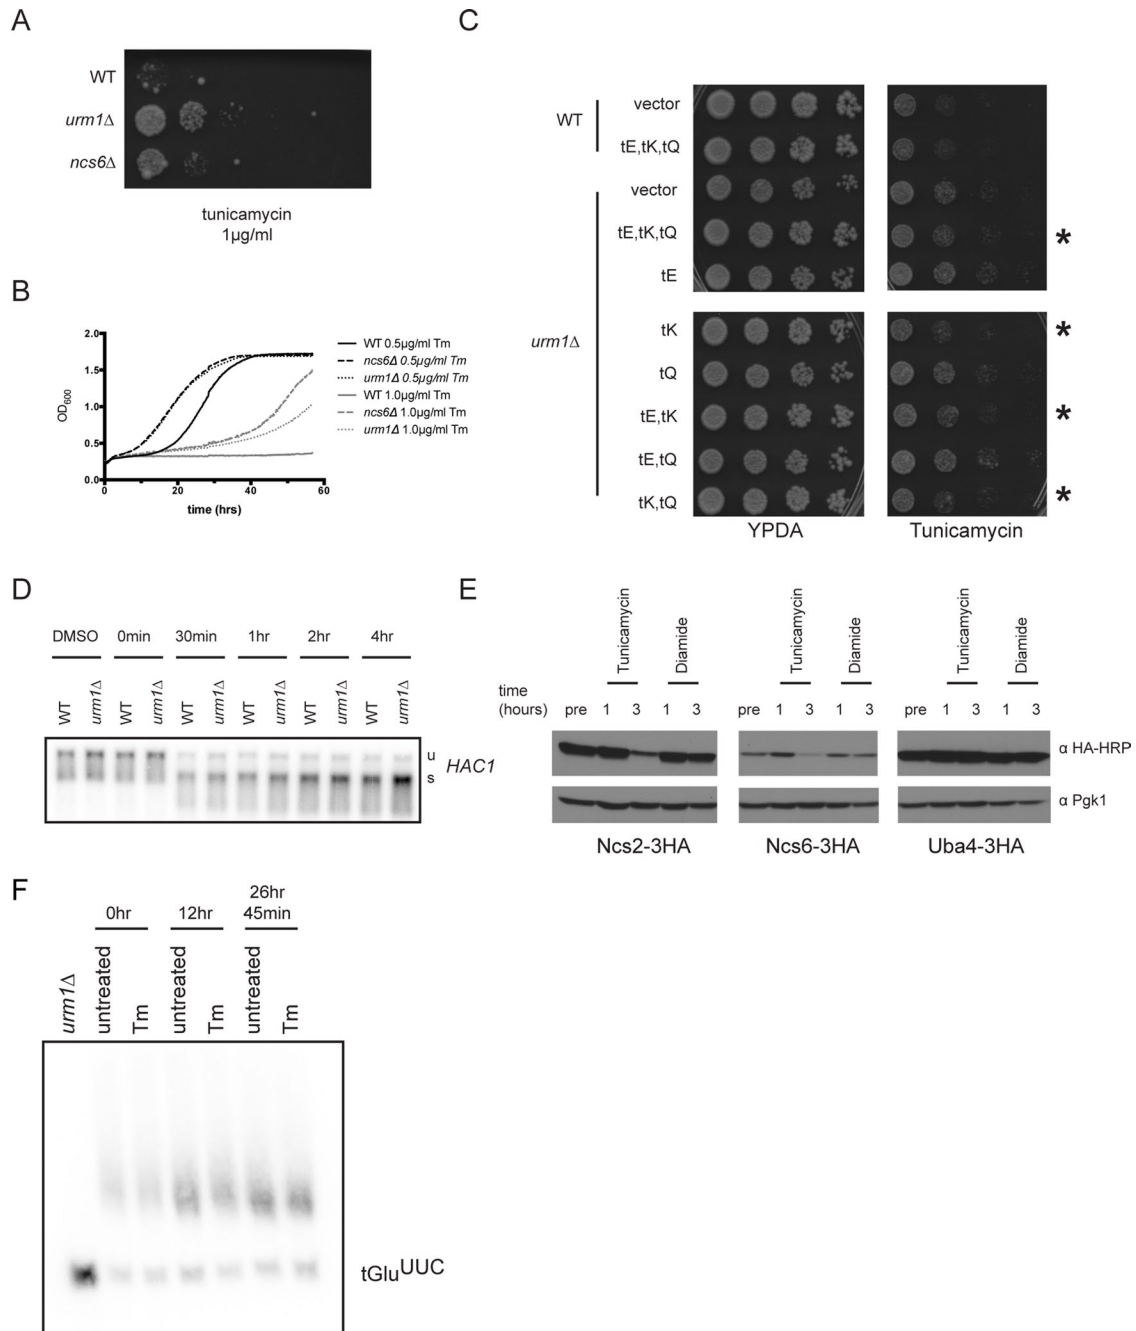 A
WT
urm1Δ
ncs6Δ
tunicamycin
1µg/ml
B
2.0
1.5
1.0
0.5
0.0
OD600
0
20
40
60
time (hrs)
WT 0.5µg/ml Tm
ncs6Δ 0.5µg/ml Tm
urm1Δ 0.5µg/ml Tm
WT 1.0µg/ml Tm
ncs6Δ 1.0µg/ml Tm
urm1Δ 1.0µg/ml Tm
C
WT
vector
tE,tK,tQ
urm1Δ
vector
tE,tK,tQ
*
tE
tK
*
tQ
tE,tK
*
tE,tQ
tK,tQ
*
YPDA
Tunicamycin
D
DMSO 0min 30min 1hr 2hr 4hr
WT urm1Δ WT urm1Δ WT urm1Δ WT urm1Δ WT urm1Δ WT urm1Δ
u
s
HAC1
E
Tunicamycin Diamide Tunicamycin Diamide Tunicamycin Diamide
time
(hours)
pre 1 3 1 3 pre 1 3 1 3 pre 1 3 1 3
α HA-HRP
α Pgk1
Ncs2-3HA Ncs6-3HA Uba4-3HA
F
0hr 12hr 26hr
45min
urm1Δ untreated Tm untreated Tm untreated Tm
tGluUUC